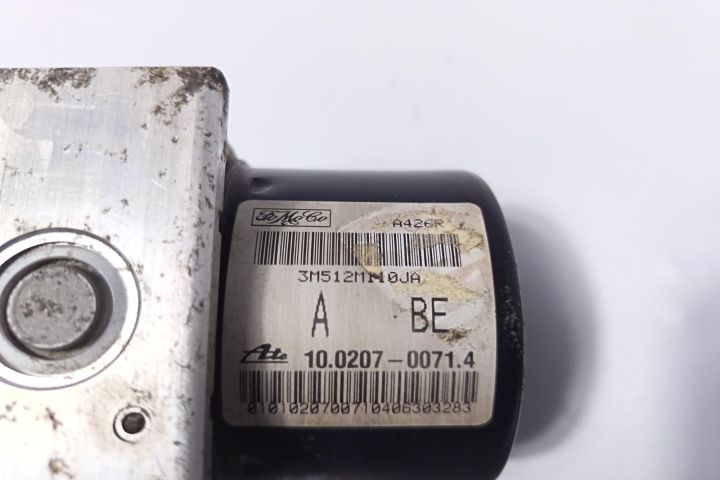 FoMoCo A426R
3M512M110JA
A BE
Ate 10.0207-0071.4
0101020700710406303283